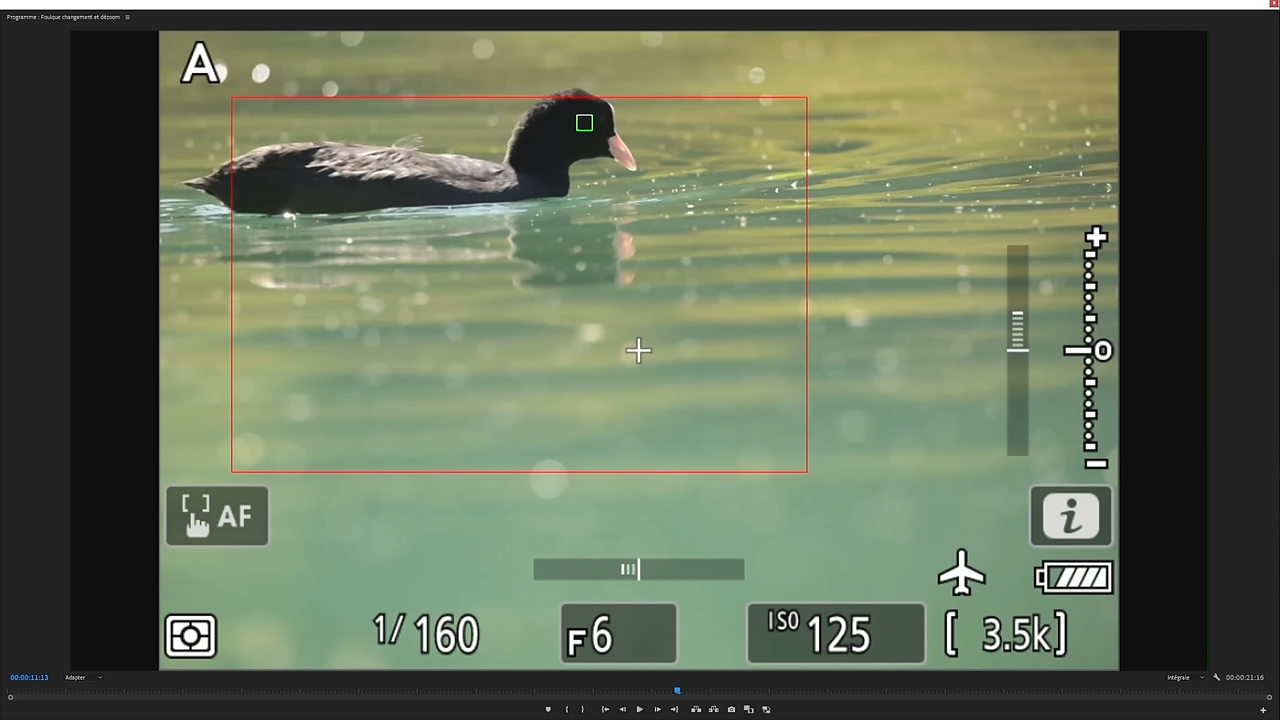 Programme : Foulque changement et dézoom
A
+
0
AF
i
1/160
F6
ISO 125
[3.5k]
00:00:11:13
Adapter
Intégrale
00:00:21:16